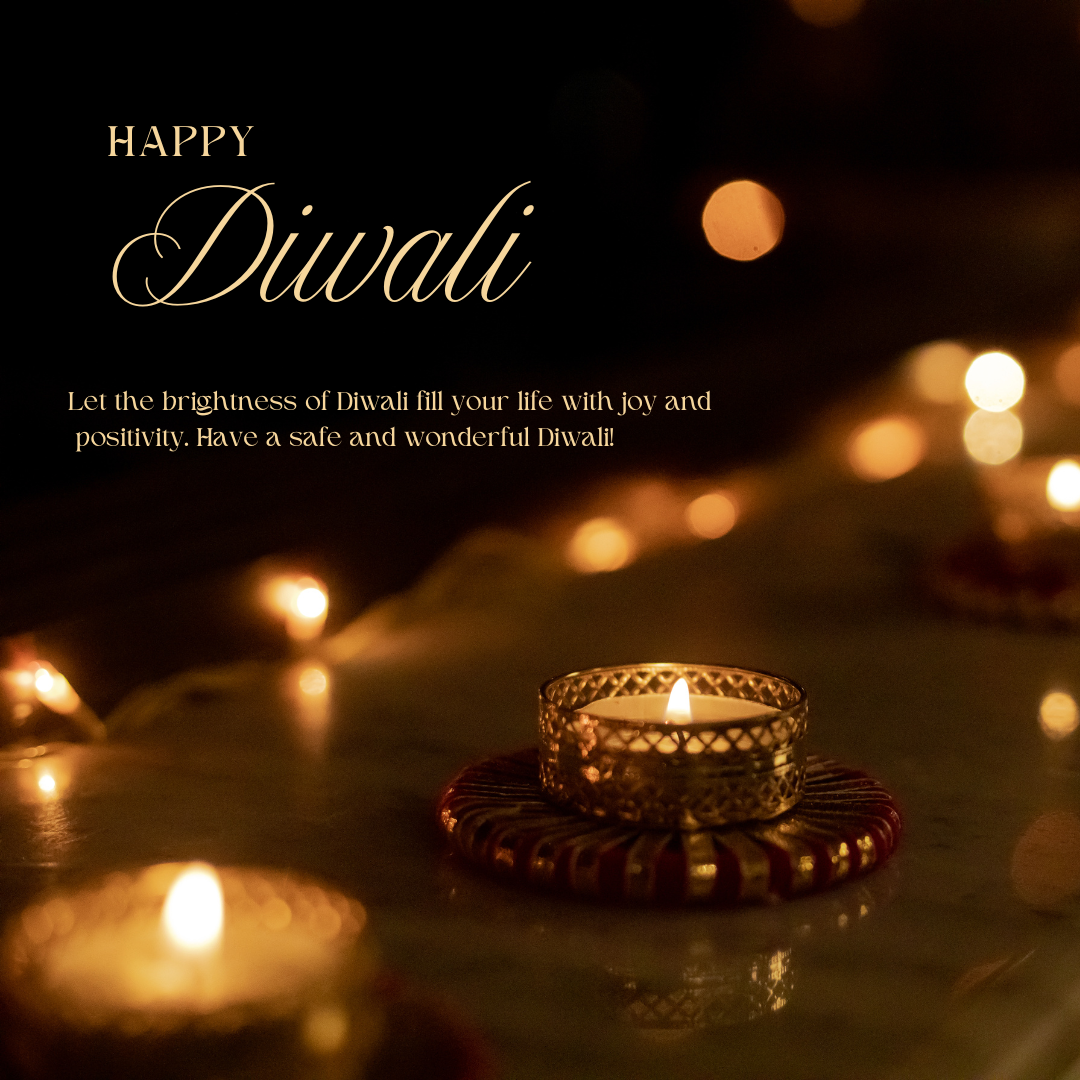 HAPPY
Diwali
Let the brightness of Diwali fill your life with joy and
positivity. Have a safe and wonderful Diwali!